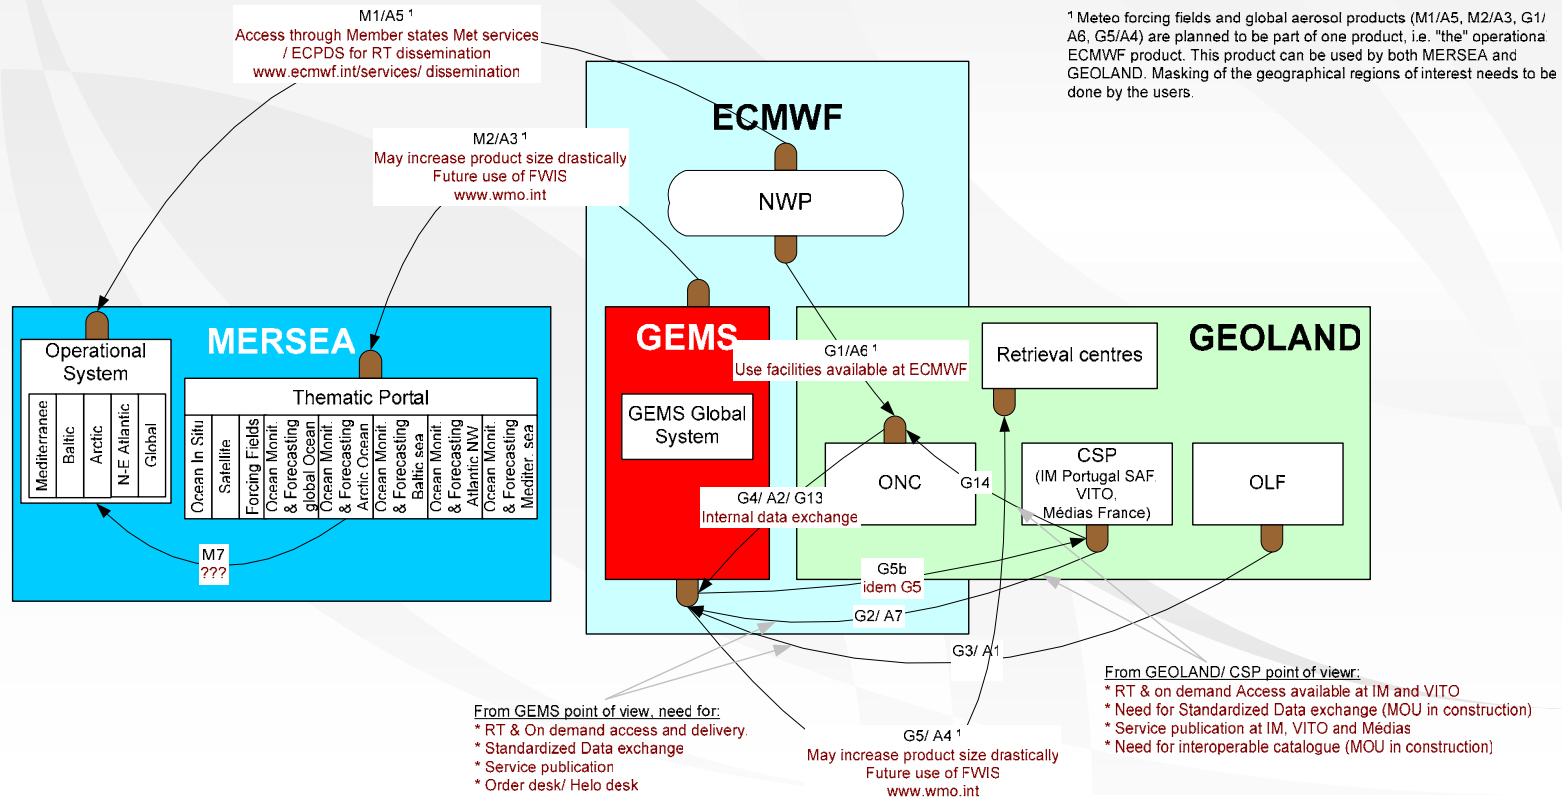 M1/A5 ¹
Access through Member states Met services
/ ECPDS for RT dissemination
www.ecmwf.int/services/ dissemination
¹ Meteo forcing fields and global aerosol products (M1/A5, M2/A3, G1/
A6, G5/A4) are planned to be part of one product, i.e. "the" operational
ECMWF product. This product can be used by both MERSEA and
GEOLAND. Masking of the geographical regions of interest needs to be
done by the users.
ECMWF
M2/A3 ¹
May increase product size drastically
Future use of FWIS
www.wmo.int
NWP
MERSEA
Operational
System
Mediterranee
Baltic
Arctic
N-E Atlantic
Global
Thematic Portal
Ocean In Situ
Satellite
Forcing Fields
Ocean Monit.
& Forecasting
global Ocean
Ocean Monit.
& Forecasting
Arctic Ocean
Ocean Monit.
& Forecasting
Baltic sea
Ocean Monit.
& Forecasting
Atlantic NW
Ocean Monit.
& Forecasting
Mediter. sea
M7
???
GEMS
GEMS Global
System
GEOLAND
G1/A6 ¹
Use facilities available at ECMWF
Retrieval centres
ONC
CSP
(IM Portugal SAF,
VITO,
Médias France)
OLF
G14
G4/ A2/ G13
Internal data exchange
G5b
idem G5
G2/ A7
G3/ A1
From GEMS point of view, need for:
* RT & On demand access and delivery.
* Standardized Data exchange
* Service publication
* Order desk/ Helo desk
G5/ A4 ¹
May increase product size drastically
Future use of FWIS
www.wmo.int
From GEOLAND/ CSP point of viewr:
* RT & on demand Access available at IM and VITO
* Need for Standardized Data exchange (MOU in construction)
* Service publication at IM, VITO and Médias
* Need for interoperable catalogue (MOU in construction)